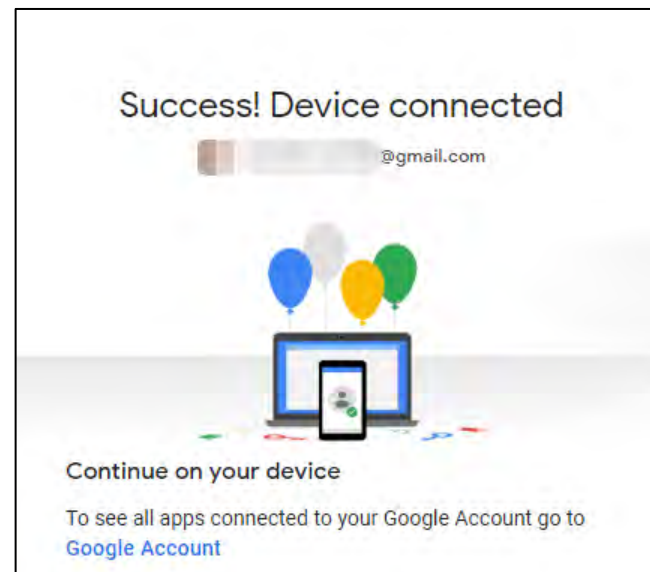 Success! Device connected
@gmail.com
Continue on your device
To see all apps connected to your Google Account go to
Google Account